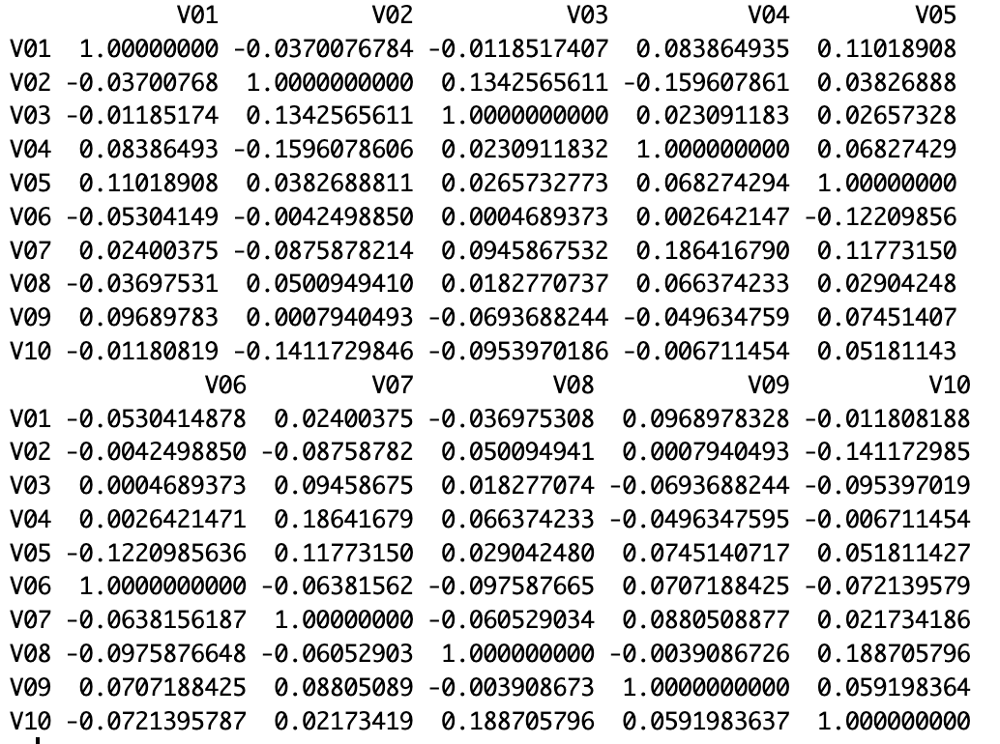 V01 V02 V03 V04 V05
V01 1.00000000 -0.0370076784 -0.0118517407 0.083864935 0.11018908
V02 -0.03700768 1.0000000000 0.1342565611 -0.159607861 0.03826888
V03 -0.01185174 0.1342565611 1.0000000000 0.023091183 0.02657328
V04 0.08386493 -0.1596078606 0.0230911832 1.000000000 0.06827429
V05 0.11018908 0.0382688811 0.0265732773 0.068274294 1.00000000
V06 -0.05304149 -0.0042498850 0.0004689373 0.002642147 -0.12209856
V07 0.02400375 -0.0875878214 0.0945867532 0.186416790 0.11773150
V08 -0.03697531 0.0500949410 0.0182770737 0.066374233 0.02904248
V09 0.09689783 0.0007940493 -0.0693688244 -0.049634759 0.07451407
V10 -0.01180819 -0.1411729846 -0.0953970186 -0.006711454 0.05181143
V06 V07 V08 V09 V10
V01 -0.0530414878 0.02400375 -0.036975308 0.0968978328 -0.011808188
V02 -0.0042498850 -0.08758782 0.050094941 0.0007940493 -0.141172985
V03 0.0004689373 0.09458675 0.018277074 -0.0693688244 -0.095397019
V04 0.0026421471 0.18641679 0.066374233 -0.0496347595 -0.006711454
V05 -0.1220985636 0.11773150 0.029042480 0.0745140717 0.051811427
V06 1.0000000000 -0.06381562 -0.097587665 0.0707188425 -0.072139579
V07 -0.0638156187 1.00000000 -0.060529034 0.0880508877 0.021734186
V08 -0.0975876648 -0.06052903 1.000000000 -0.0039086726 0.188705796
V09 0.0707188425 0.08805089 -0.003908673 1.0000000000 0.059198364
V10 -0.0721395787 0.02173419 0.188705796 0.0591983637 1.000000000